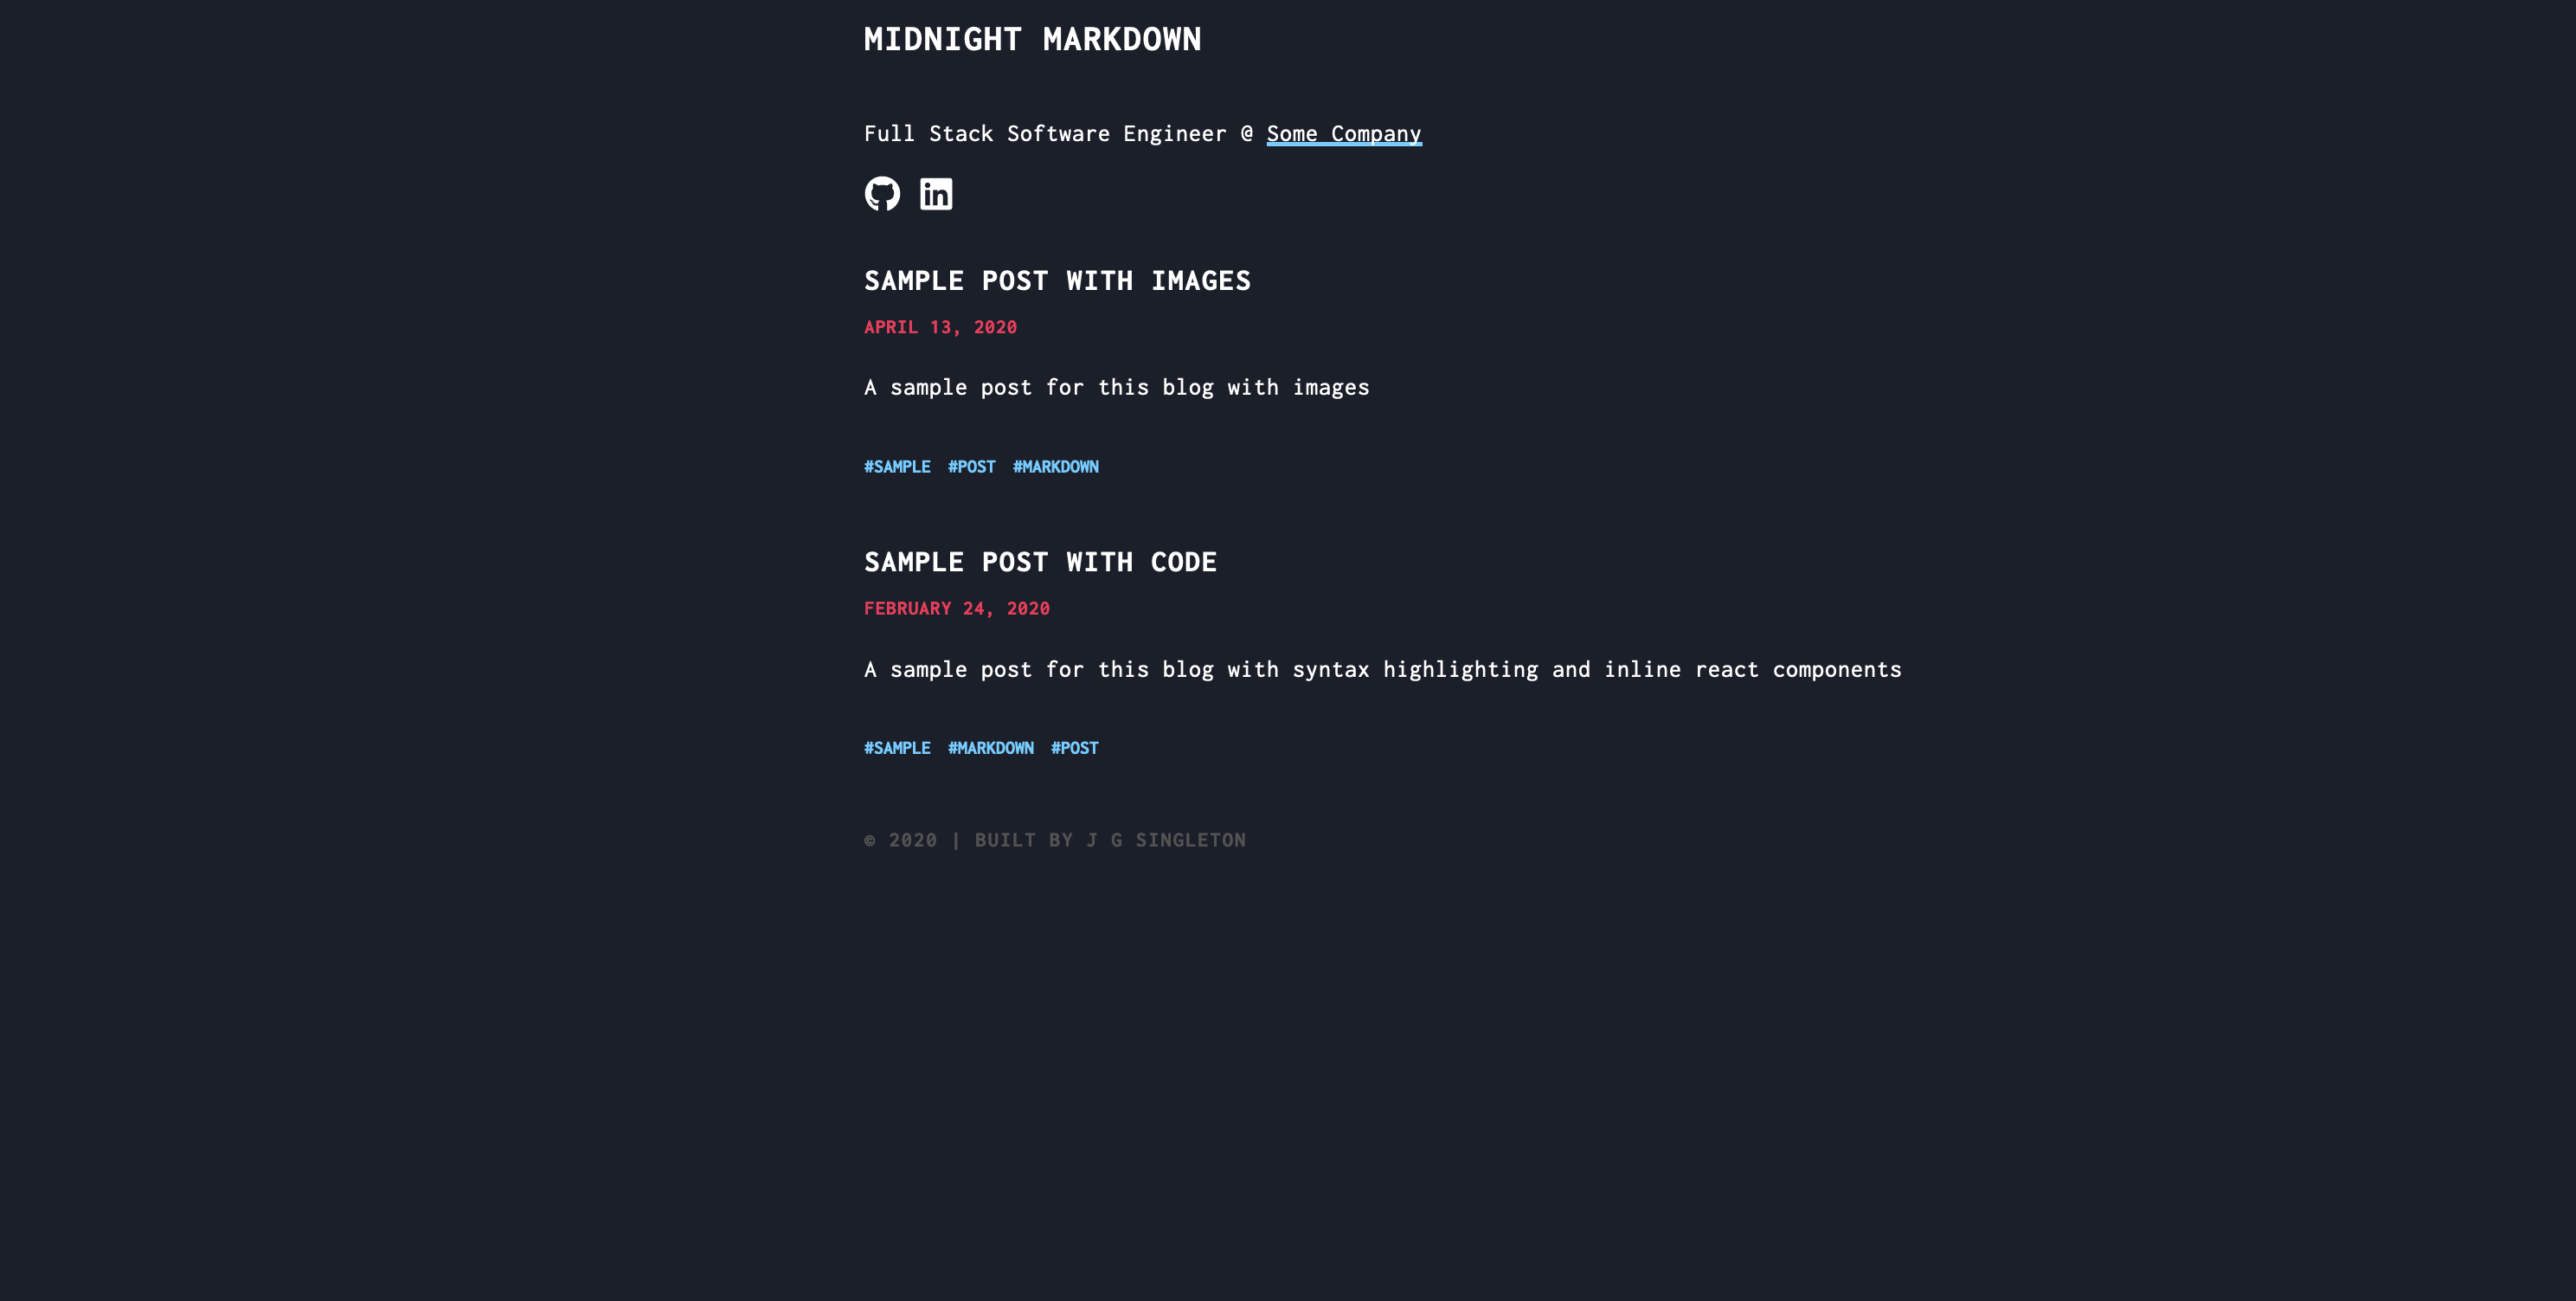 MIDNIGHT MARKDOWN
Full Stack Software Engineer @ Some Company
in
SAMPLE POST WITH IMAGES
APRIL 13, 2020
A sample post for this blog with images
#SAMPLE #POST #MARKDOWN
SAMPLE POST WITH CODE
FEBRUARY 24, 2020
A sample post for this blog with syntax highlighting and inline react components
#SAMPLE #MARKDOWN #POST
© 2020 | BUILT BY J G SINGLETON